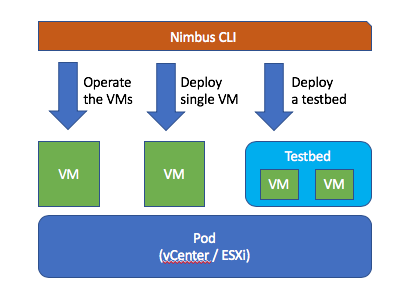 Nimbus CLI
Operate
the VMs
Deploy
single VM
Deploy
a testbed
VM
VM
Testbed
VM
VM
Pod
(vCenter / ESXi)